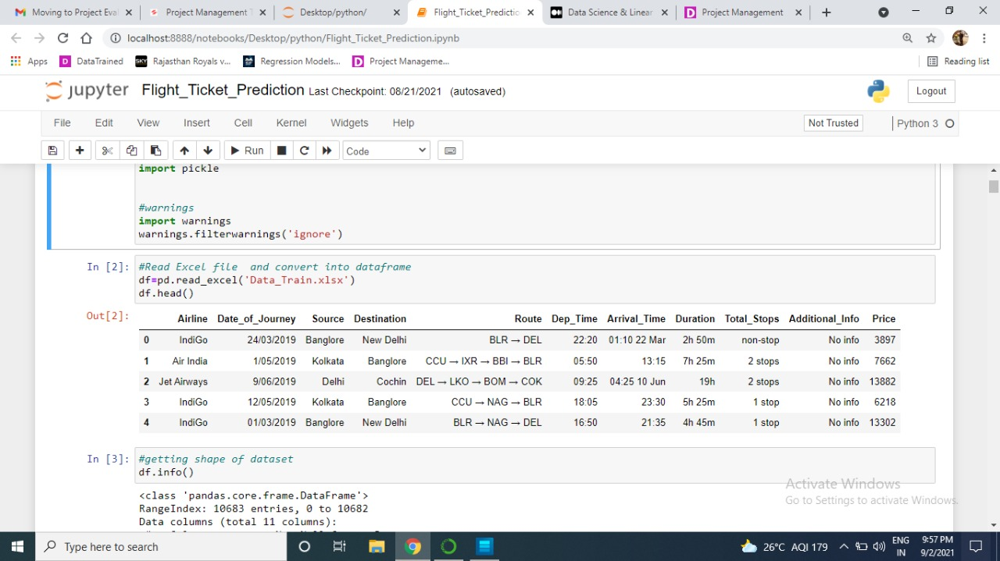 Moving to Project Eval
Project Management T
Desktop/python/
Flight_Ticket_Predictio
Data Science & Linear
Project Management
localhost:8888/notebooks/Desktop/python/Flight_Ticket_Prediction.ipynb
Apps DataTrained SKY Rajasthan Royals v... Regression Models... Project Manageme... Reading list
jupyter Flight_Ticket_Prediction Last Checkpoint: 08/21/2021 (autosaved) Logout
File Edit View Insert Cell Kernel Widgets Help Not Trusted Python 3
Run Code
import pickle
#warnings
import warnings
warnings.filterwarnings('ignore')
In [2]: #Read Excel file  and convert into dataframe
df=pd.read_excel('Data_Train.xlsx')
df.head()
Out[2]:
Airline Date_of_Journey Source Destination Route Dep_Time Arrival_Time Duration Total_Stops Additional_Info Price
0 IndiGo 24/03/2019 Banglore New Delhi BLR → DEL 22:20 01:10 22 Mar 2h 50m non-stop No info 3897
1 Air India 1/05/2019 Kolkata Banglore CCU → IXR → BBI → BLR 05:50 13:15 7h 25m 2 stops No info 7662
2 Jet Airways 9/06/2019 Delhi Cochin DEL → LKO → BOM → COK 09:25 04:25 10 Jun 19h 2 stops No info 13882
3 IndiGo 12/05/2019 Kolkata Banglore CCU → NAG → BLR 18:05 23:30 5h 25m 1 stop No info 6218
4 IndiGo 01/03/2019 Banglore New Delhi BLR → NAG → DEL 16:50 21:35 4h 45m 1 stop No info 13302
In [3]: #getting shape of dataset
df.info()
<class 'pandas.core.frame.DataFrame'>
RangeIndex: 10683 entries, 0 to 10682
Data columns (total 11 columns):
Activate Windows
Go to Settings to activate Windows.
Type here to search
26°C AQI 179
ENG
IN
9:57 PM
9/2/2021